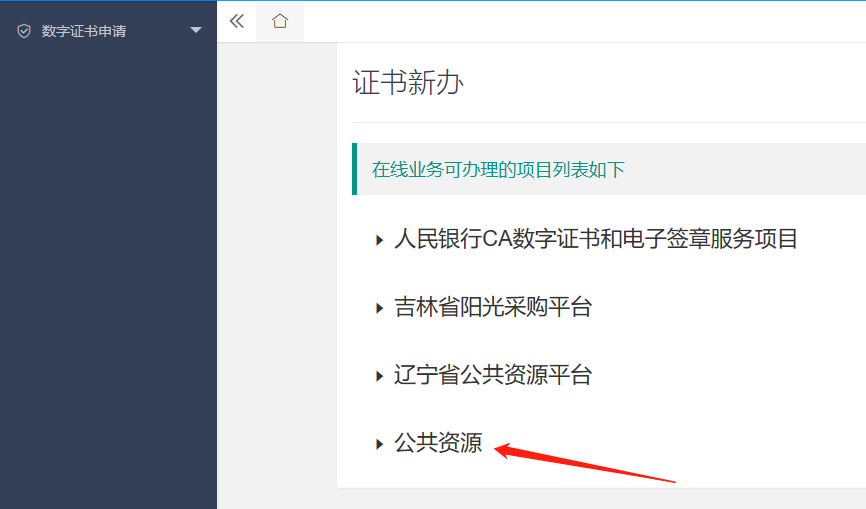 数字证书申请
证书新办
在线业务可办理的项目列表如下
人民银行CA数字证书和电子签章服务项目
吉林省阳光采购平台
辽宁省公共资源平台
公共资源